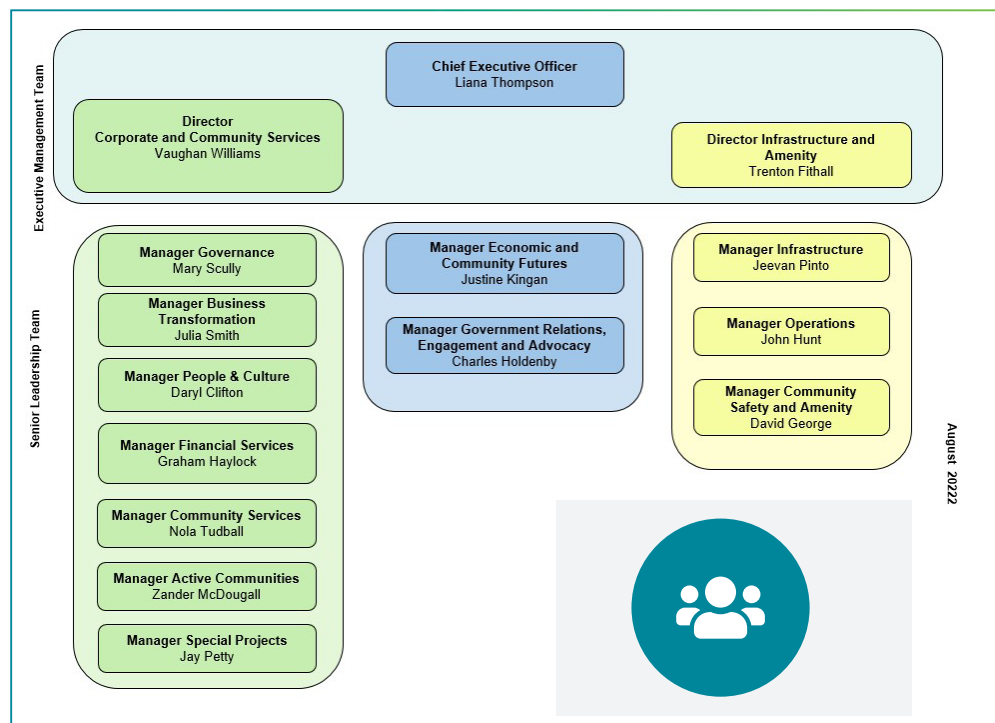 Executive Management Team
Chief Executive Officer
Liana Thompson
Director
Corporate and Community Services
Vaughan Williams
Director Infrastructure and
Amenity
Trenton Fithall
Senior Leadership Team
Manager Governance
Mary Scully
Manager Business
Transformation
Julia Smith
Manager People & Culture
Daryl Clifton
Manager Financial Services
Graham Haylock
Manager Community Services
Nola Tudball
Manager Active Communities
Zander McDougall
Manager Special Projects
Jay Petty
Manager Economic and
Community Futures
Justine Kingan
Manager Government Relations,
Engagement and Advocacy
Charles Holdenby
Manager Infrastructure
Jeevan Pinto
Manager Operations
John Hunt
Manager Community
Safety and Amenity
David George
August 20222